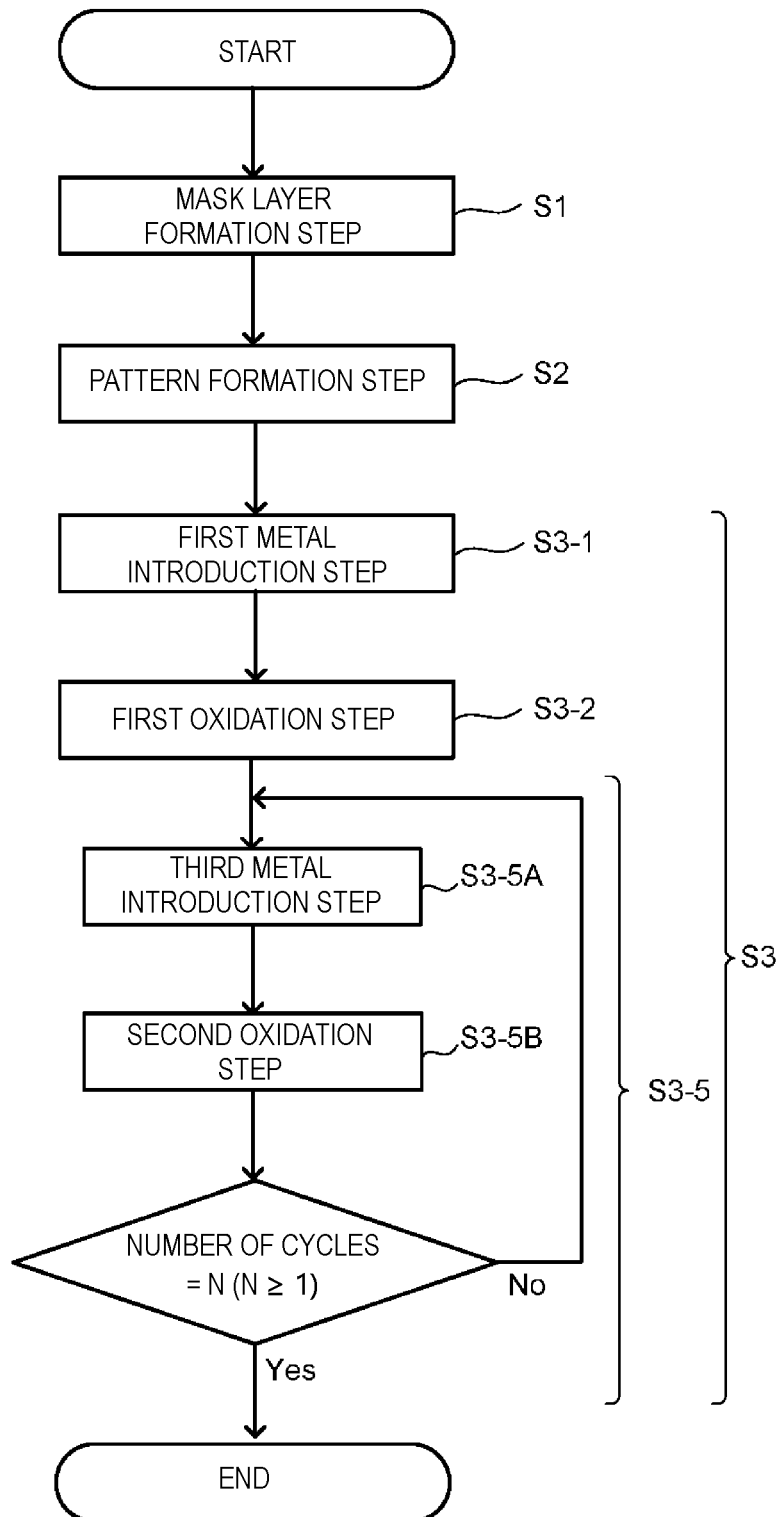 START
MASK LAYER
FORMATION STEP
S1
PATTERN FORMATION STEP
S2
FIRST METAL
INTRODUCTION STEP
S3-1
FIRST OXIDATION STEP
S3-2
THIRD METAL
INTRODUCTION STEP
S3-5A
S3
SECOND OXIDATION
STEP
S3-5B
S3-5
NUMBER OF CYCLES
= N (N ≥ 1)
No
Yes
END